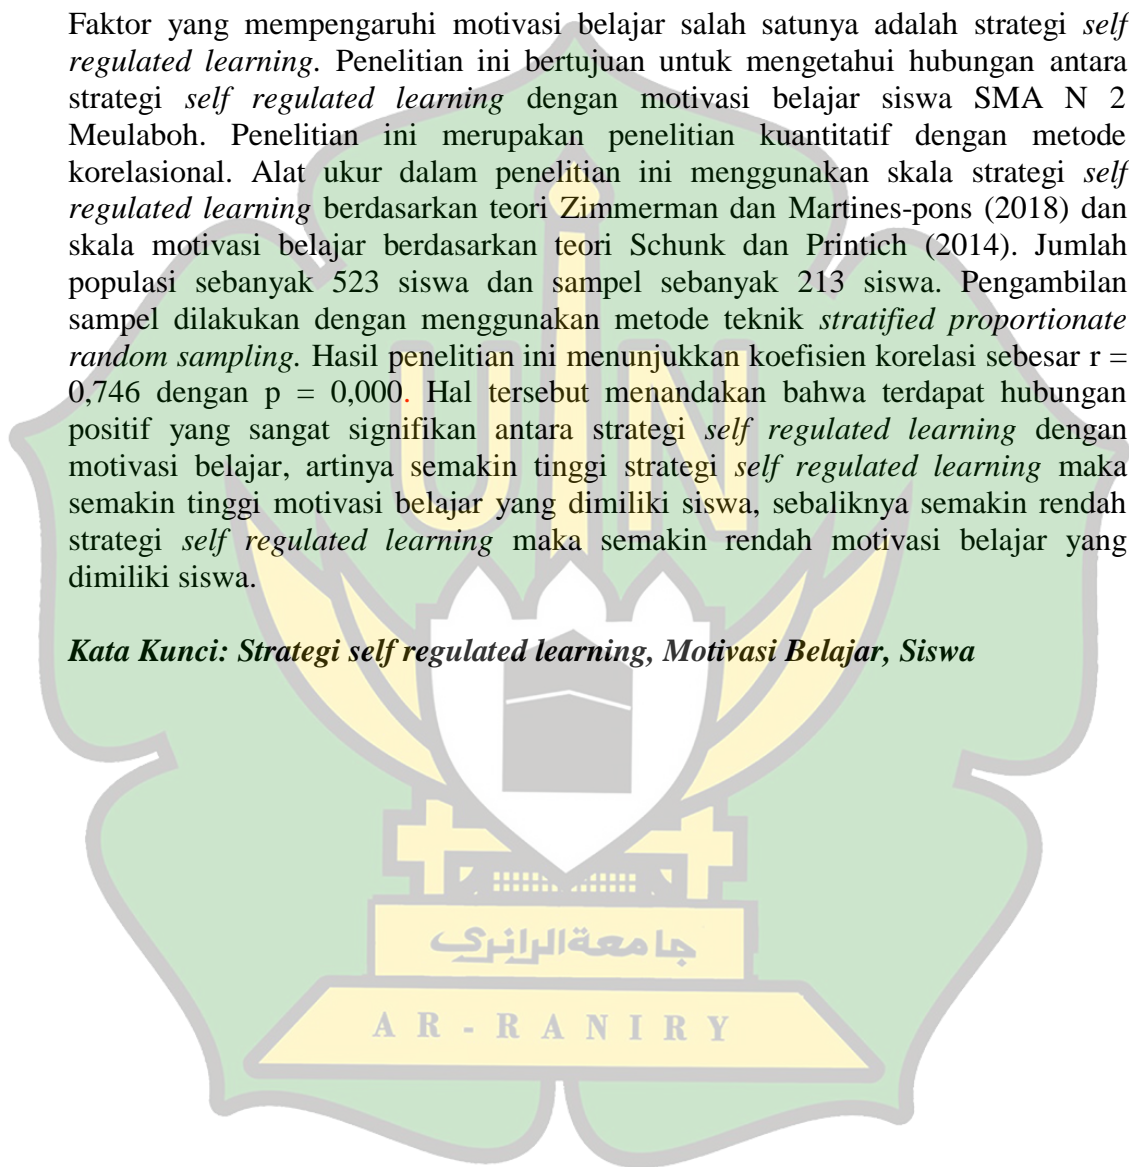 Faktor yang mempengaruhi motivasi belajar salah satunya adalah strategi self
regulated learning. Penelitian ini bertujuan untuk mengetahui hubungan antara
strategi self regulated learning dengan motivasi belajar siswa SMA N 2
Meulaboh. Penelitian ini merupakan penelitian kuantitatif dengan metode
korelasional. Alat ukur dalam penelitian ini menggunakan skala strategi self
regulated learning berdasarkan teori Zimmerman dan Martines-pons (2018) dan
skala motivasi belajar berdasarkan teori Schunk dan Printich (2014). Jumlah
populasi sebanyak 523 siswa dan sampel sebanyak 213 siswa. Pengambilan
sampel dilakukan dengan menggunakan metode teknik stratified proportionate
random sampling. Hasil penelitian ini menunjukkan koefisien korelasi sebesar r =
0,746 dengan p = 0,000. Hal tersebut menandakan bahwa terdapat hubungan
positif yang sangat signifikan antara strategi self regulated learning dengan
motivasi belajar, artinya semakin tinggi strategi self regulated learning maka
semakin tinggi motivasi belajar yang dimiliki siswa, sebaliknya semakin rendah
strategi self regulated learning maka semakin rendah motivasi belajar yang
dimiliki siswa.
Kata Kunci: Strategi self regulated learning, Motivasi Belajar, Siswa
UIN
جامعة الرانري
AR-RANIRY